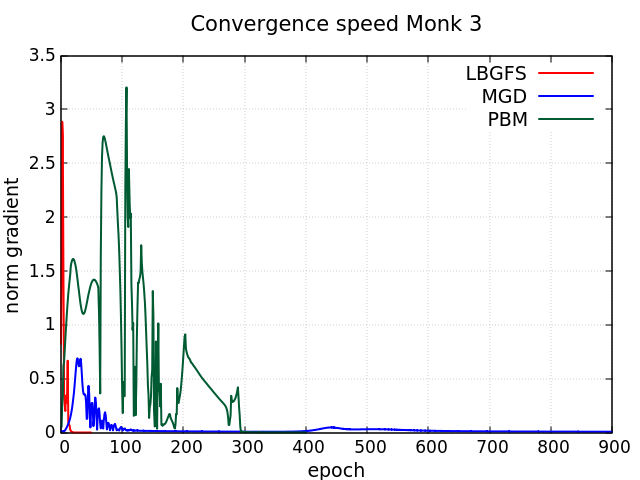 Convergence speed Monk 3
LBGFS
MGD
PBM
norm gradient
3.5
3
2.5
2
1.5
1
0.5
0
0 100 200 300 400 500 600 700 800 900
epoch